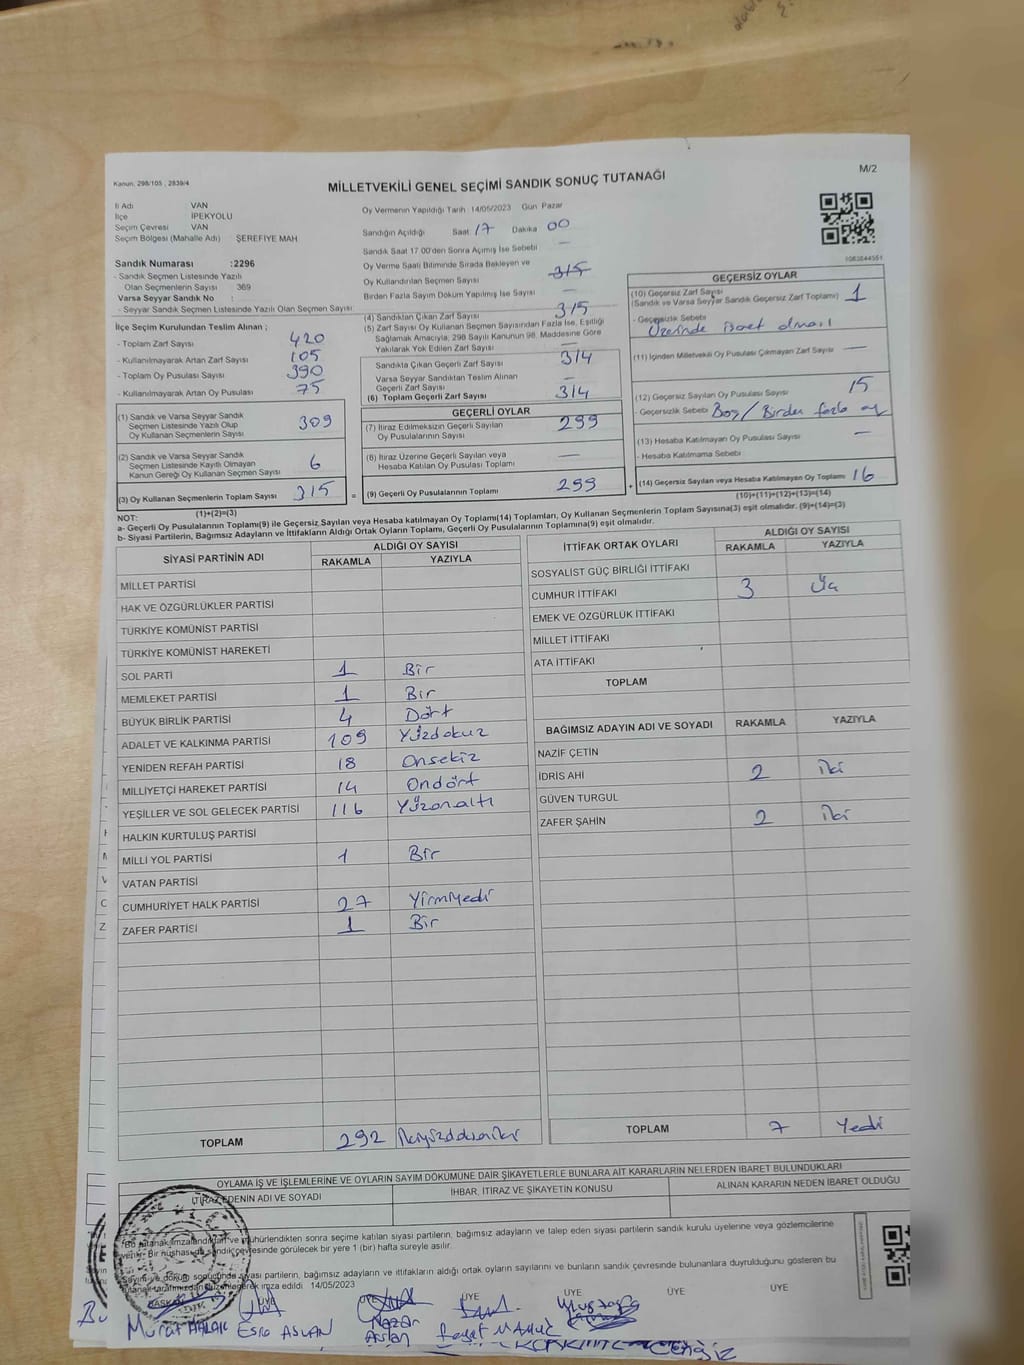 Kanun: 298/105 , 2839/4
M/2
MİLLETVEKİLİ GENEL SEÇİMİ SANDIK SONUÇ TUTANAĞI
İl Adı VAN
İlçe İPEKYOLU
Seçim Çevresi VAN
Seçim Bölgesi (Mahalle Adı) ŞEREFİYE MAH
Sandık Numarası :2296
- Sandık Seçmen Listesinde Yazılı
Olan Seçmenlerin Sayısı 369
Varsa Seyyar Sandık No :
- Seyyar Sandık Seçmen Listesinde Yazılı Olan Seçmen Sayısı
İlçe Seçim Kurulundan Teslim Alınan ;
- Toplam Zarf Sayısı 420
- Kullanılmayarak Artan Zarf Sayısı 105
- Toplam Oy Pusulası Sayısı 390
- Kullanılmayarak Artan Oy Pusulası 75
(1) Sandık ve Varsa Seyyar Sandık
Seçmen Listesinde Yazılı Olup
Oy Kullanan Seçmenlerin Sayısı 309
(2) Sandık ve Varsa Seyyar Sandık
Seçmen Listesinde Kayıtlı Olmayan
Kanun Gereği Oy Kullanan Seçmen Sayısı 6
(3) Oy Kullanan Seçmenlerin Toplam Sayısı 315
(1)+(2)=(3)
Oy Vermenin Yapıldığı Tarih 14/05/2023 Gün Pazar
Sandığın Açıldığı Saat 17 Dakika 00
Sandık Saat 17.00'den Sonra Açmış İse Sebebi —
Oy Verme Saati Bitiminde Sırada Bekleyen ve
Oy Kullandırılan Seçmen Sayısı 315
Birden Fazla Sayım Döküm Yapılmış İse Sayısı —
(4) Sandıktan Çıkan Zarf Sayısı 315
(5) Zarf Sayısı Oy Kullanan Seçmen Sayısından Fazla İse, Eşitliği
Sağlamak Amacıyla; 298 Sayılı Kanunun 98. Maddesine Göre
Yakılarak Yok Edilen Zarf Sayısı —
Sandıkta Çıkan Geçerli Zarf Sayısı 314
Varsa Seyyar Sandıktan Teslim Alınan
Geçerli Zarf Sayısı —
(6) Toplam Geçerli Zarf Sayısı 314
GEÇERLİ OYLAR
(7) İtiraz Edilmeksizin Geçerli Sayılan
Oy Pusulalarının Sayısı 299
(8) İtiraz Üzerine Geçerli Sayılan veya
Hesaba Katılan Oy Pusulası Toplamı —
= (9) Geçerli Oy Pusulalarının Toplamı 299
1083844551
GEÇERSİZ OYLAR
(10) Geçersiz Zarf Sayısı
(Sandık ve Varsa Seyyar Sandık Geçersiz Zarf Toplamı) 1
- Geçersizlik Sebebi
Üzerinde işaret olması
(11) İçinden Milletvekili Oy Pusulası Çıkmayan Zarf Sayısı —
(12) Geçersiz Sayılan Oy Pusulası Sayısı 15
- Geçersizlik Sebebi Boş/Birden fazla oy
(13) Hesaba Katılmayan Oy Pusulası Sayısı —
- Hesaba Katılmama Sebebi
+ (14) Geçersiz Sayılan veya Hesaba Katılmayan Oy Toplamı 16
(10)+(11)+(12)+(13)=(14)
NOT:
a- Geçerli Oy Pusulasının Toplamı(9) ile Geçersiz Sayılan veya Hesap katılmayan Oy Toplamı(14) Toplamları, Oy Kullanan Seçmenlerin Toplam Sayısına(3) eşit olmalıdır. (9)+(14)=(3)
b- Siyasi Partilerin, Bağımsız Adayların ve İttifakların Aldığı Ortak Oyların Toplamı, Geçerli Oy Pusulalarının Toplamına(9) eşit olmalıdır.
SİYASİ PARTİNİN ADI ALDIĞI OY SAYISI
RAKAMLA YAZIYLA
MİLLET PARTİSİ
HAK VE ÖZGÜRLÜKLER PARTİSİ
TÜRKİYE KOMÜNİST PARTİSİ
TÜRKİYE KOMÜNİST HAREKETİ
SOL PARTİ 1 Bir
MEMLEKET PARTİSİ 1 Bir
BÜYÜK BİRLİK PARTİSİ 4 Dört
ADALET VE KALKINMA PARTİSİ 109 Yüzdokuz
YENİDEN REFAH PARTİSİ 18 Onsekiz
MİLLİYETÇİ HAREKET PARTİSİ 14 Ondört
YEŞİLLER VE SOL GELECEK PARTİSİ 116 Yüzonaltı
HALKIN KURTULUŞ PARTİSİ
MİLLİ YOL PARTİSİ 1 Bir
VATAN PARTİSİ
CUMHURİYET HALK PARTİSİ 27 Yirmiyedi
ZAFER PARTİSİ 1 Bir
TOPLAM 292 İkiyüzdoksaniki
İTTİFAK ORTAK OYLARI ALDIĞI OY SAYISI
RAKAMLA YAZIYLA
SOSYALİST GÜÇ BİRLİĞİ İTTİFAKI
CUMHUR İTTİFAKI 3 Üç
EMEK VE ÖZGÜRLÜK İTTİFAKI
MİLLET İTTİFAKI
ATA İTTİFAKI
TOPLAM
BAĞIMSIZ ADAYIN ADI VE SOYADI RAKAMLA YAZIYLA
NAZİF ÇETİN
İDRİS AHİ 2 İki
GÜVEN TURGUL
ZAFER ŞAHİN 2 İki
TOPLAM 7 Yedi
OYLAMA İŞ VE İŞLEMLERİNE VE OYLARIN SAYIM DÖKÜMÜNE DAİR ŞİKAYETLERLE BUNLARA AİT KARARLARIN NELERDEN İBARET BULUNDUKLARI
İTİRAZ EDENİN ADI VE SOYADI İHBAR, İTİRAZ VE ŞİKAYETİN KONUSU ALINAN KARARIN NEDEN İBARET OLDUĞU
seçime katılan siyasi partilerin, bağımsız adayların ve talep eden siyasi partilerin sandık kurulu üyelerine veya gözlemcilerine
verilir. Bir nüshası da sandık çevresinde görülecek bir yere 1 (bir) hafta süreyle asılır.
siyasi partilerin, bağımsız adayların ve ittifakların aldığı ortak oyların sayılarını ve bunların sandık çevresinde bulunanlara duyrulduğunu gösteren bu
imza edildi. 14/05/2023
BAŞKAN ÜYE ÜYE ÜYE ÜYE ÜYE ÜYE
Murat Esra ASLAN Nazar Aslan
Cengiz